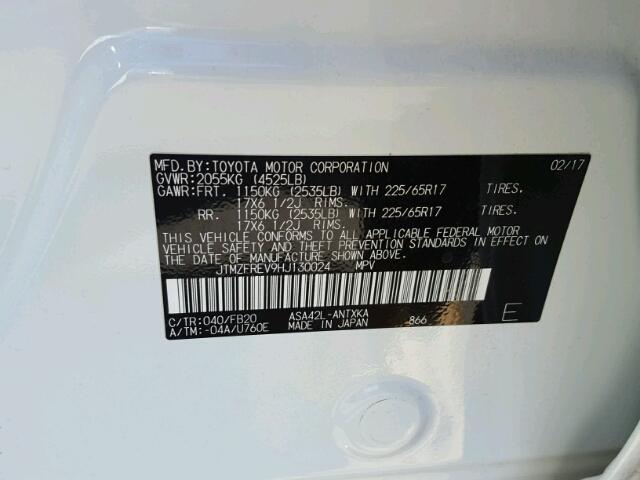 MFD.BY:TOYOTA MOTOR CORPORATION 02/17
GVWR:2055KG (4525LB)
GAWR:FRT. 1150KG (2535LB) WITH 225/65R17 TIRES.
17X6 1/2J RIMS.
RR. 1150KG (2535LB) WITH 225/65R17 TIRES.
17X6 1/2J RIMS.
THIS VEHICLE CONFORMS TO ALL APPLICABLE FEDERAL MOTOR
VEHICLE SAFETY AND THEFT PREVENTION STANDARDS IN EFFECT ON
THE DATE OF MANUFACTURE SHOWN ABOVE.
JTMZFREV9HJ130024 MPV
C/TR:040/FB20 ASA42L-ANTXKA 866 E
A/TM:-04A/U760E MADE IN JAPAN